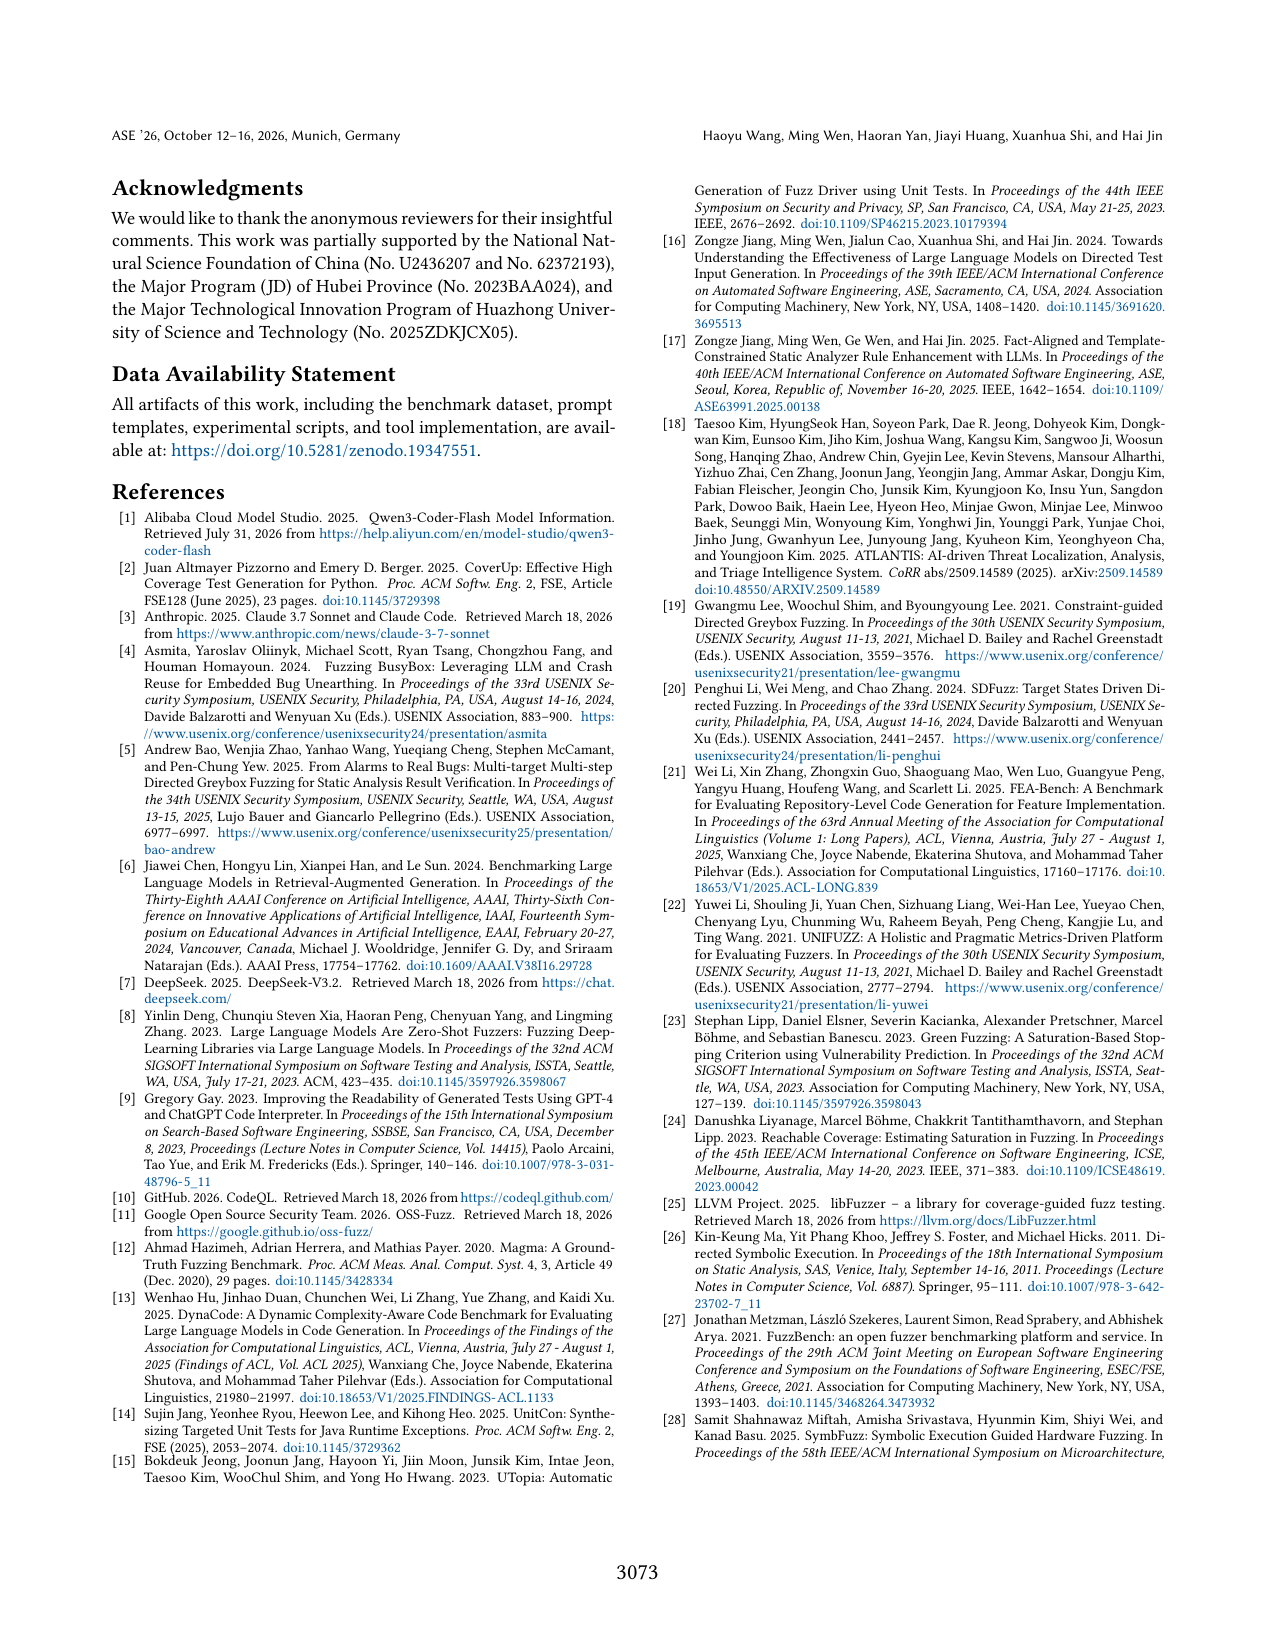 ASE ’26, October 12–16, 2026, Munich, Germany
Haoyu Wang, Ming Wen, Haoran Yan, Jiayi Huang, Xuanhua Shi, and Hai Jin
Acknowledgments
We would like to thank the anonymous reviewers for their insightful
comments. This work was partially supported by the National Nat-
ural Science Foundation of China (No. U2436207 and No. 62372193),
the Major Program (JD) of Hubei Province (No. 2023BAA024), and
the Major Technological Innovation Program of Huazhong Univer-
sity of Science and Technology (No. 2025ZDKJCX05).
Data Availability Statement
All artifacts of this work, including the benchmark dataset, prompt
templates, experimental scripts, and tool implementation, are avail-
able at: https://doi.org/10.5281/zenodo.19347551.
References
[1] Alibaba Cloud Model Studio. 2025. Qwen3-Coder-Flash Model Information.
Retrieved July 31, 2026 from https://help.aliyun.com/en/model-studio/qwen3-
coder-flash
[2] Juan Altmayer Pizzorno and Emery D. Berger. 2025. CoverUp: Effective High
Coverage Test Generation for Python. Proc. ACM Softw. Eng. 2, FSE, Article
FSE128 (June 2025), 23 pages. doi:10.1145/3729398
[3] Anthropic. 2025. Claude 3.7 Sonnet and Claude Code. Retrieved March 18, 2026
from https://www.anthropic.com/news/claude-3-7-sonnet
[4] Asmita, Yaroslav Oliinyk, Michael Scott, Ryan Tsang, Chongzhou Fang, and
Houman Homayoun. 2024. Fuzzing BusyBox: Leveraging LLM and Crash
Reuse for Embedded Bug Unearthing. In Proceedings of the 33rd USENIX Se-
curity Symposium, USENIX Security, Philadelphia, PA, USA, August 14-16, 2024,
Davide Balzarotti and Wenyuan Xu (Eds.). USENIX Association, 883–900. https:
//www.usenix.org/conference/usenixsecurity24/presentation/asmita
[5] Andrew Bao, Wenjia Zhao, Yanhao Wang, Yueqiang Cheng, Stephen McCamant,
and Pen-Chung Yew. 2025. From Alarms to Real Bugs: Multi-target Multi-step
Directed Greybox Fuzzing for Static Analysis Result Verification. In Proceedings of
the 34th USENIX Security Symposium, USENIX Security, Seattle, WA, USA, August
13-15, 2025, Lujo Bauer and Giancarlo Pellegrino (Eds.). USENIX Association,
6977–6997. https://www.usenix.org/conference/usenixsecurity25/presentation/
bao-andrew
[6] Jiawei Chen, Hongyu Lin, Xianpei Han, and Le Sun. 2024. Benchmarking Large
Language Models in Retrieval-Augmented Generation. In Proceedings of the
Thirty-Eighth AAAI Conference on Artificial Intelligence, AAAI, Thirty-Sixth Con-
ference on Innovative Applications of Artificial Intelligence, IAAI, Fourteenth Sym-
posium on Educational Advances in Artificial Intelligence, EAAI, February 20-27,
2024, Vancouver, Canada, Michael J. Wooldridge, Jennifer G. Dy, and Sriraam
Natarajan (Eds.). AAAI Press, 17754–17762. doi:10.1609/AAAI.V38I16.29728
[7] DeepSeek. 2025. DeepSeek-V3.2. Retrieved March 18, 2026 from https://chat.
deepseek.com/
[8] Yinlin Deng, Chunqiu Steven Xia, Haoran Peng, Chenyuan Yang, and Lingming
Zhang. 2023. Large Language Models Are Zero-Shot Fuzzers: Fuzzing Deep-
Learning Libraries via Large Language Models. In Proceedings of the 32nd ACM
SIGSOFT International Symposium on Software Testing and Analysis, ISSTA, Seattle,
WA, USA, July 17-21, 2023. ACM, 423–435. doi:10.1145/3597926.3598067
[9] Gregory Gay. 2023. Improving the Readability of Generated Tests Using GPT-4
and ChatGPT Code Interpreter. In Proceedings of the 15th International Symposium
on Search-Based Software Engineering, SSBSE, San Francisco, CA, USA, December
8, 2023, Proceedings (Lecture Notes in Computer Science, Vol. 14415), Paolo Arcaini,
Tao Yue, and Erik M. Fredericks (Eds.). Springer, 140–146. doi:10.1007/978-3-031-
48796-5_11
[10] GitHub. 2026. CodeQL. Retrieved March 18, 2026 from https://codeql.github.com/
[11] Google Open Source Security Team. 2026. OSS-Fuzz. Retrieved March 18, 2026
from https://google.github.io/oss-fuzz/
[12] Ahmad Hazimeh, Adrian Herrera, and Mathias Payer. 2020. Magma: A Ground-
Truth Fuzzing Benchmark. Proc. ACM Meas. Anal. Comput. Syst. 4, 3, Article 49
(Dec. 2020), 29 pages. doi:10.1145/3428334
[13] Wenhao Hu, Jinhao Duan, Chunchen Wei, Li Zhang, Yue Zhang, and Kaidi Xu.
2025. DynaCode: A Dynamic Complexity-Aware Code Benchmark for Evaluating
Large Language Models in Code Generation. In Proceedings of the Findings of the
Association for Computational Linguistics, ACL, Vienna, Austria, July 27 - August 1,
2025 (Findings of ACL, Vol. ACL 2025), Wanxiang Che, Joyce Nabende, Ekaterina
Shutova, and Mohammad Taher Pilehvar (Eds.). Association for Computational
Linguistics, 21980–21997. doi:10.18653/V1/2025.FINDINGS-ACL.1133
[14] Sujin Jang, Yeonhee Ryou, Heewon Lee, and Kihong Heo. 2025. UnitCon: Synthe-
sizing Targeted Unit Tests for Java Runtime Exceptions. Proc. ACM Softw. Eng. 2,
FSE (2025), 2053–2074. doi:10.1145/3729362
[15] Bokdeuk Jeong, Joonun Jang, Hayoon Yi, Jiin Moon, Junsik Kim, Intae Jeon,
Taesoo Kim, WooChul Shim, and Yong Ho Hwang. 2023. UTopia: Automatic
Generation of Fuzz Driver using Unit Tests. In Proceedings of the 44th IEEE
Symposium on Security and Privacy, SP, San Francisco, CA, USA, May 21-25, 2023.
IEEE, 2676–2692. doi:10.1109/SP46215.2023.10179394
[16] Zongze Jiang, Ming Wen, Jialun Cao, Xuanhua Shi, and Hai Jin. 2024. Towards
Understanding the Effectiveness of Large Language Models on Directed Test
Input Generation. In Proceedings of the 39th IEEE/ACM International Conference
on Automated Software Engineering, ASE, Sacramento, CA, USA, 2024. Association
for Computing Machinery, New York, NY, USA, 1408–1420. doi:10.1145/3691620.
3695513
[17] Zongze Jiang, Ming Wen, Ge Wen, and Hai Jin. 2025. Fact-Aligned and Template-
Constrained Static Analyzer Rule Enhancement with LLMs. In Proceedings of the
40th IEEE/ACM International Conference on Automated Software Engineering, ASE,
Seoul, Korea, Republic of, November 16-20, 2025. IEEE, 1642–1654. doi:10.1109/
ASE63991.2025.00138
[18] Taesoo Kim, HyungSeok Han, Soyeon Park, Dae R. Jeong, Dohyeok Kim, Dongk-
wan Kim, Eunsoo Kim, Jiho Kim, Joshua Wang, Kangsu Kim, Sangwoo Ji, Woosun
Song, Hanqing Zhao, Andrew Chin, Gyejin Lee, Kevin Stevens, Mansour Alharthi,
Yizhuo Zhai, Cen Zhang, Joonun Jang, Yeongjin Jang, Ammar Askar, Dongju Kim,
Fabian Fleischer, Jeongin Cho, Junsik Kim, Kyungjoon Ko, Insu Yun, Sangdon
Park, Dowoo Baik, Haein Lee, Hyeon Heo, Minjae Gwon, Minjae Lee, Minwoo
Baek, Seunggi Min, Wonyoung Kim, Yonghwi Jin, Younggi Park, Yunjae Choi,
Jinho Jung, Gwanhyun Lee, Junyoung Jang, Kyuheon Kim, Yeonghyeon Cha,
and Youngjoon Kim. 2025. ATLANTIS: AI-driven Threat Localization, Analysis,
and Triage Intelligence System. CoRR abs/2509.14589 (2025). arXiv:2509.14589
doi:10.48550/ARXIV.2509.14589
[19] Gwangmu Lee, Woochul Shim, and Byoungyoung Lee. 2021. Constraint-guided
Directed Greybox Fuzzing. In Proceedings of the 30th USENIX Security Symposium,
USENIX Security, August 11-13, 2021, Michael D. Bailey and Rachel Greenstadt
(Eds.). USENIX Association, 3559–3576. https://www.usenix.org/conference/
usenixsecurity21/presentation/lee-gwangmu
[20] Penghui Li, Wei Meng, and Chao Zhang. 2024. SDFuzz: Target States Driven Di-
rected Fuzzing. In Proceedings of the 33rd USENIX Security Symposium, USENIX Se-
curity, Philadelphia, PA, USA, August 14-16, 2024, Davide Balzarotti and Wenyuan
Xu (Eds.). USENIX Association, 2441–2457. https://www.usenix.org/conference/
usenixsecurity24/presentation/li-penghui
[21] Wei Li, Xin Zhang, Zhongxin Guo, Shaoguang Mao, Wen Luo, Guangyue Peng,
Yangyu Huang, Houfeng Wang, and Scarlett Li. 2025. FEA-Bench: A Benchmark
for Evaluating Repository-Level Code Generation for Feature Implementation.
In Proceedings of the 63rd Annual Meeting of the Association for Computational
Linguistics (Volume 1: Long Papers), ACL, Vienna, Austria, July 27 - August 1,
2025, Wanxiang Che, Joyce Nabende, Ekaterina Shutova, and Mohammad Taher
Pilehvar (Eds.). Association for Computational Linguistics, 17160–17176. doi:10.
18653/V1/2025.ACL-LONG.839
[22] Yuwei Li, Shouling Ji, Yuan Chen, Sizhuang Liang, Wei-Han Lee, Yueyao Chen,
Chenyang Lyu, Chunming Wu, Raheem Beyah, Peng Cheng, Kangjie Lu, and
Ting Wang. 2021. UNIFUZZ: A Holistic and Pragmatic Metrics-Driven Platform
for Evaluating Fuzzers. In Proceedings of the 30th USENIX Security Symposium,
USENIX Security, August 11-13, 2021, Michael D. Bailey and Rachel Greenstadt
(Eds.). USENIX Association, 2777–2794. https://www.usenix.org/conference/
usenixsecurity21/presentation/li-yuwei
[23] Stephan Lipp, Daniel Elsner, Severin Kacianka, Alexander Pretschner, Marcel
Böhme, and Sebastian Banescu. 2023. Green Fuzzing: A Saturation-Based Stop-
ping Criterion using Vulnerability Prediction. In Proceedings of the 32nd ACM
SIGSOFT International Symposium on Software Testing and Analysis, ISSTA, Seat-
tle, WA, USA, 2023. Association for Computing Machinery, New York, NY, USA,
127–139. doi:10.1145/3597926.3598043
[24] Danushka Liyanage, Marcel Böhme, Chakkrit Tantithamthavorn, and Stephan
Lipp. 2023. Reachable Coverage: Estimating Saturation in Fuzzing. In Proceedings
of the 45th IEEE/ACM International Conference on Software Engineering, ICSE,
Melbourne, Australia, May 14-20, 2023. IEEE, 371–383. doi:10.1109/ICSE48619.
2023.00042
[25] LLVM Project. 2025. libFuzzer – a library for coverage-guided fuzz testing.
Retrieved March 18, 2026 from https://llvm.org/docs/LibFuzzer.html
[26] Kin-Keung Ma, Yit Phang Khoo, Jeffrey S. Foster, and Michael Hicks. 2011. Di-
rected Symbolic Execution. In Proceedings of the 18th International Symposium
on Static Analysis, SAS, Venice, Italy, September 14-16, 2011. Proceedings (Lecture
Notes in Computer Science, Vol. 6887). Springer, 95–111. doi:10.1007/978-3-642-
23702-7_11
[27] Jonathan Metzman, László Szekeres, Laurent Simon, Read Sprabery, and Abhishek
Arya. 2021. FuzzBench: an open fuzzer benchmarking platform and service. In
Proceedings of the 29th ACM Joint Meeting on European Software Engineering
Conference and Symposium on the Foundations of Software Engineering, ESEC/FSE,
Athens, Greece, 2021. Association for Computing Machinery, New York, NY, USA,
1393–1403. doi:10.1145/3468264.3473932
[28] Samit Shahnawaz Miftah, Amisha Srivastava, Hyunmin Kim, Shiyi Wei, and
Kanad Basu. 2025. SymbFuzz: Symbolic Execution Guided Hardware Fuzzing. In
Proceedings of the 58th IEEE/ACM International Symposium on Microarchitecture,
3073